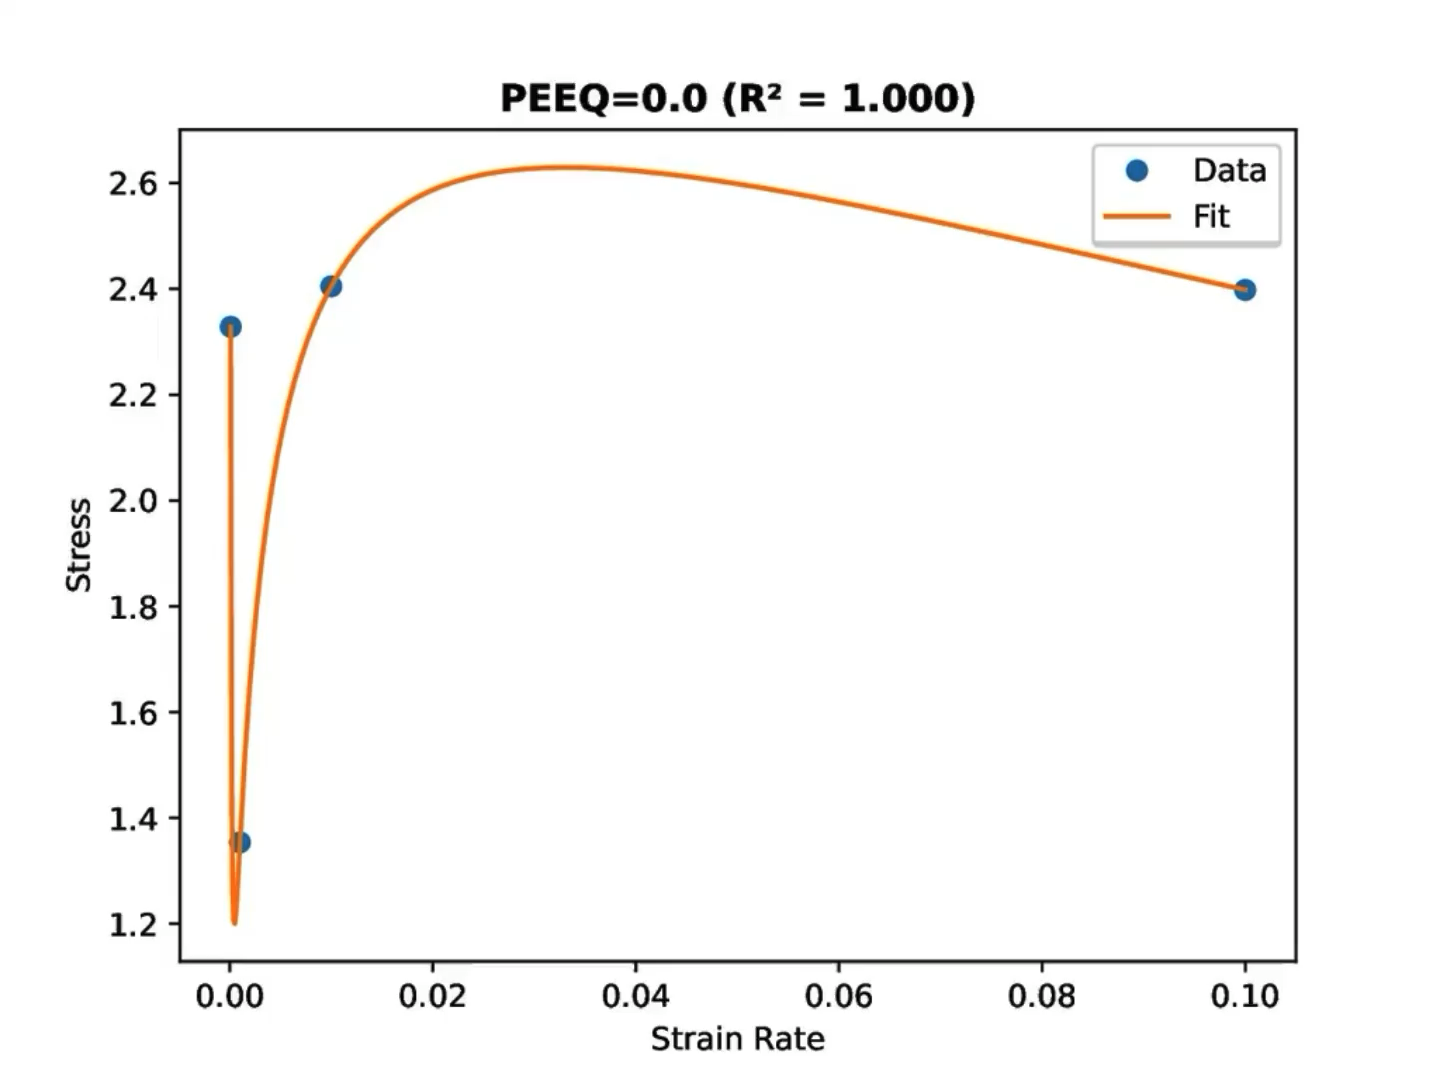 PEEQ=0.0 (R² = 1.000)
Data
Fit
2.6
2.4
2.2
2.0
1.8
1.6
1.4
1.2
Stress
0.00 0.02 0.04 0.06 0.08 0.10
Strain Rate